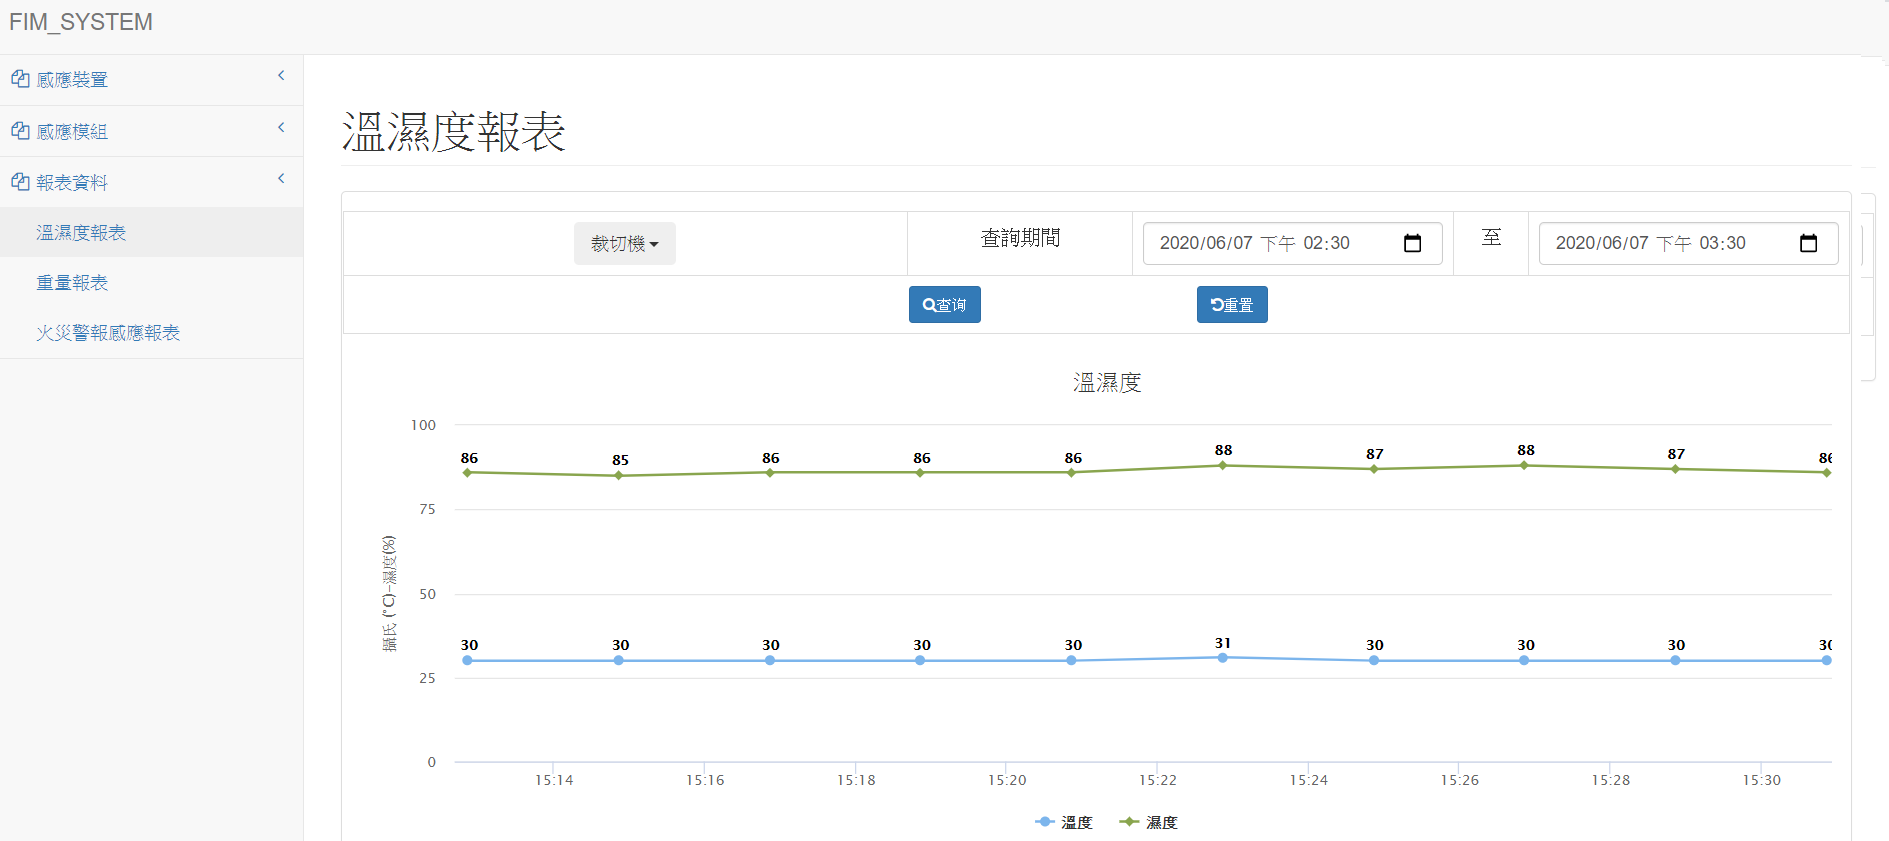 FIM_SYSTEM
感應裝置
感應模組
報表資料
溫濕度報表
重量報表
火災警報感應報表
溫濕度報表
裁切機 查詢期間 2020/06/07 下午 02:30 至 2020/06/07 下午 03:30
查询 重置
溫濕度
攝氏 (°C)-濕度(%)
100
75
50
25
0
86 85 86 86 86 88 87 88 87 86
30 30 30 30 30 31 30 30 30 30
15:14 15:16 15:18 15:20 15:22 15:24 15:26 15:28 15:30
溫度 濕度